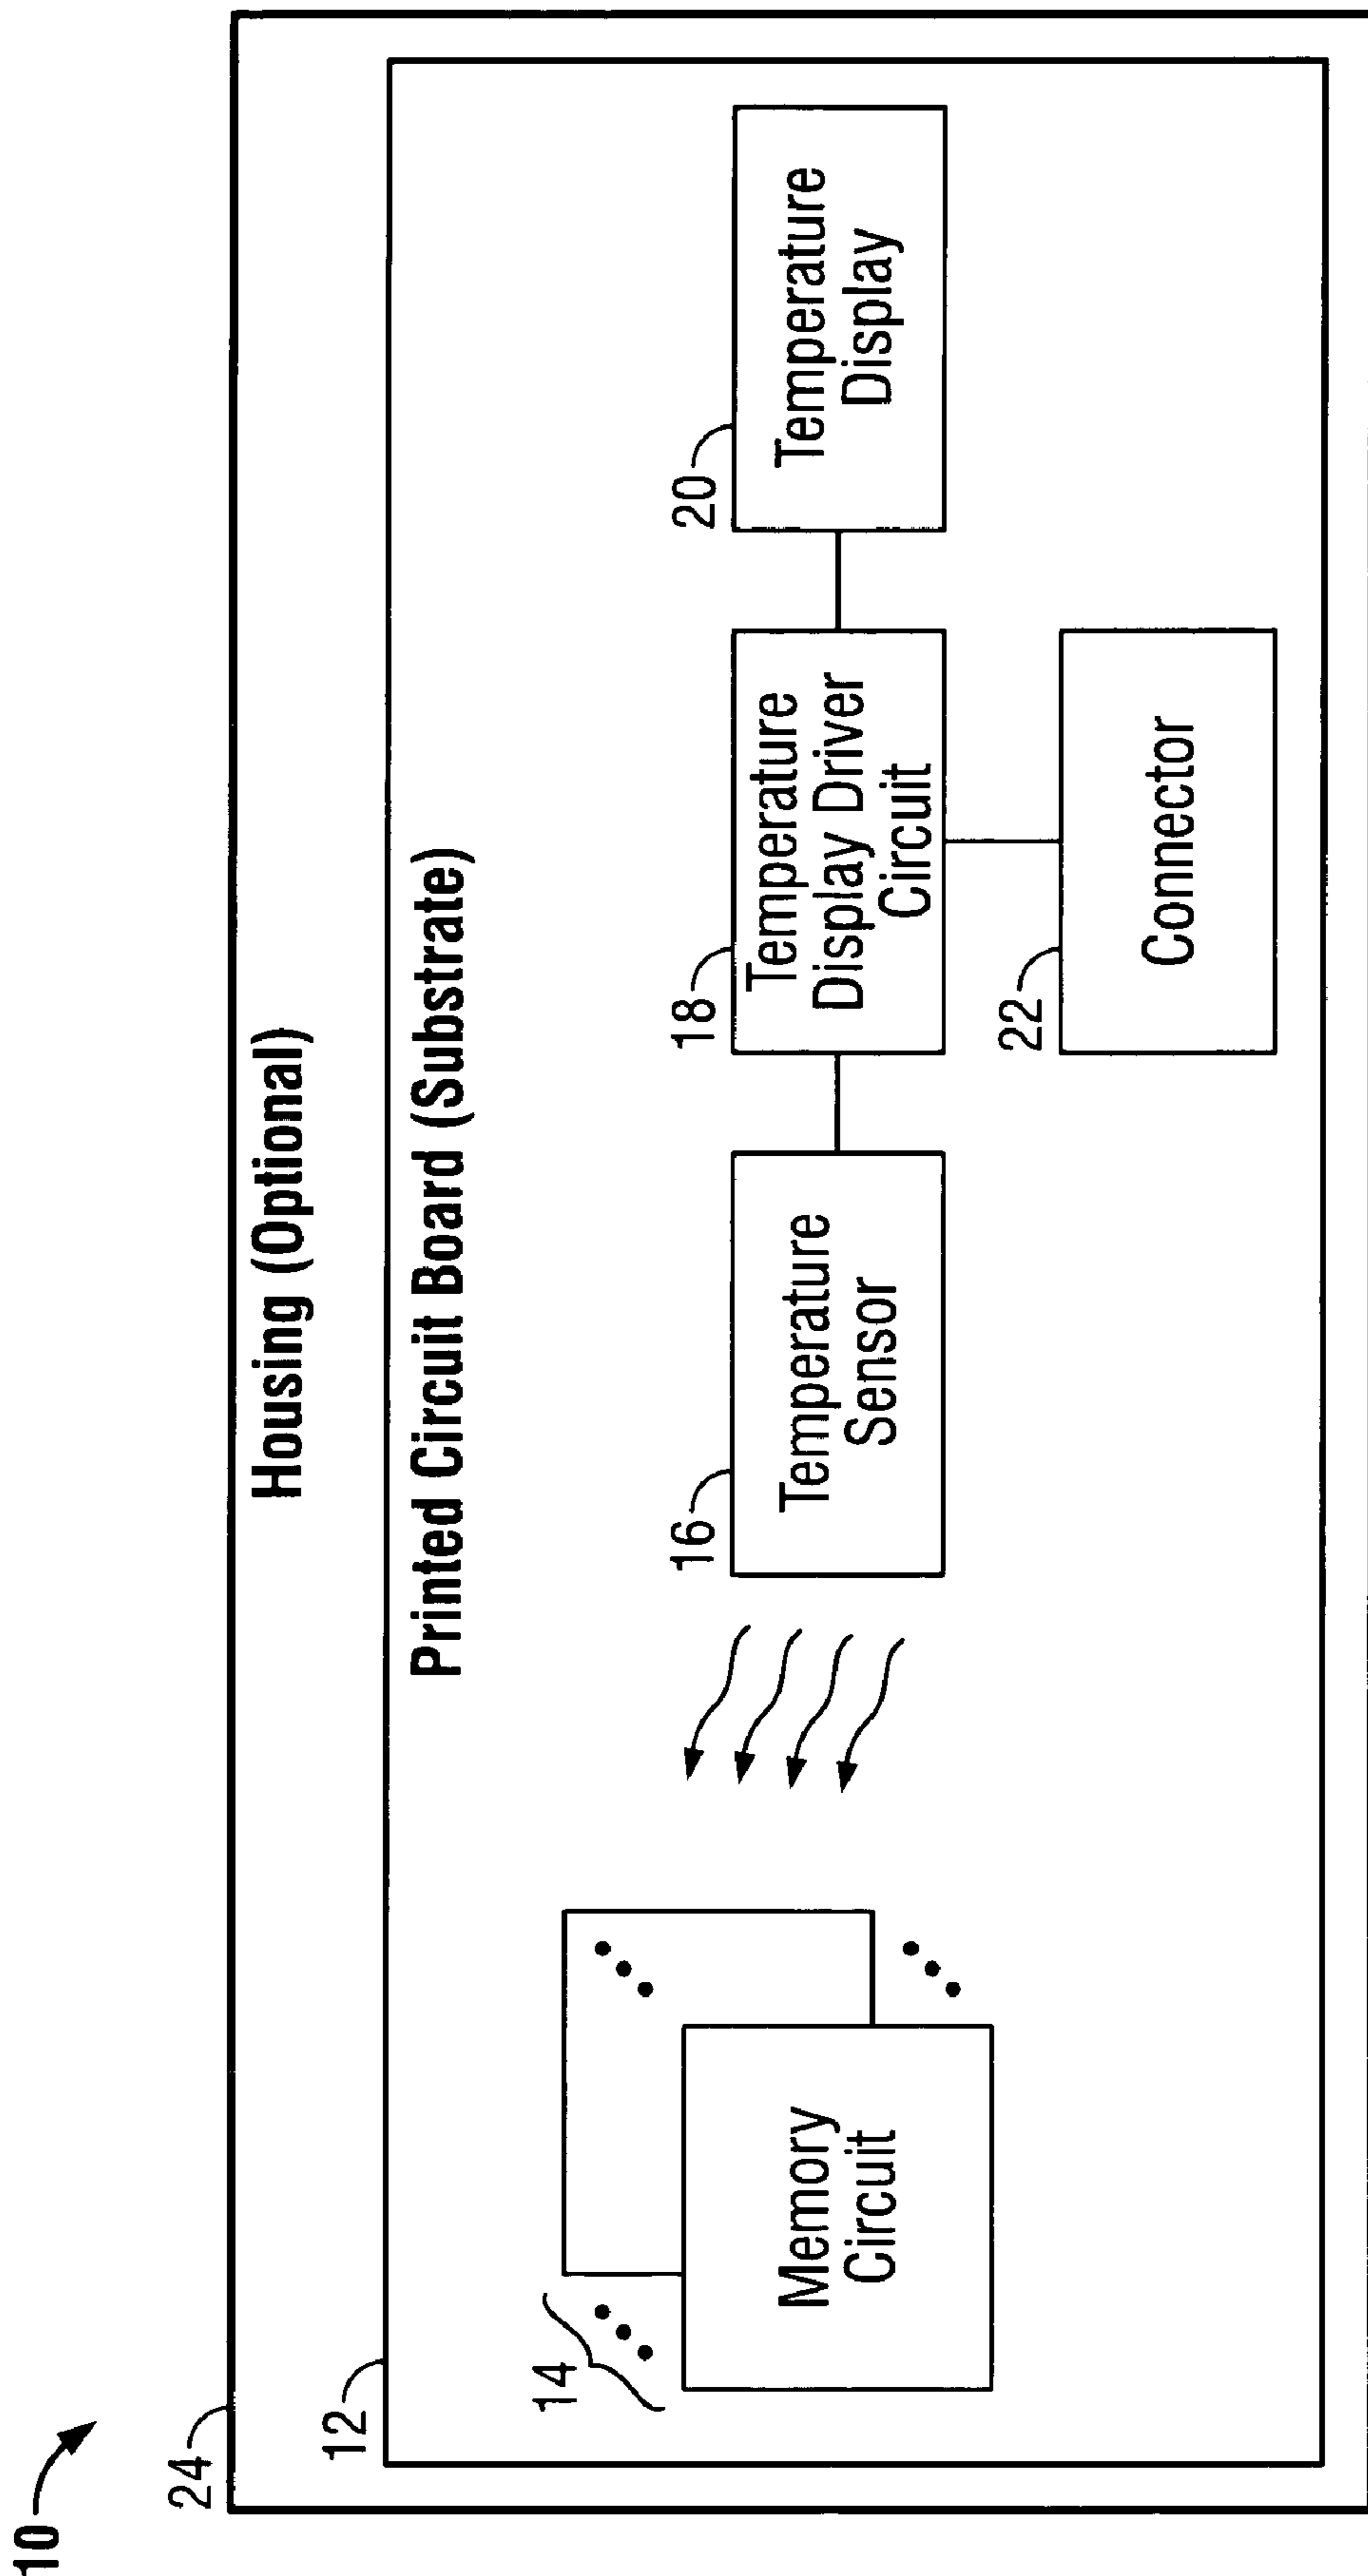 10
24
Housing (Optional)
12
Printed Circuit Board (Substrate)
14
Memory
Circuit
16
Temperature
Sensor
18
Temperature
Display Driver
Circuit
20
Temperature
Display
22
Connector